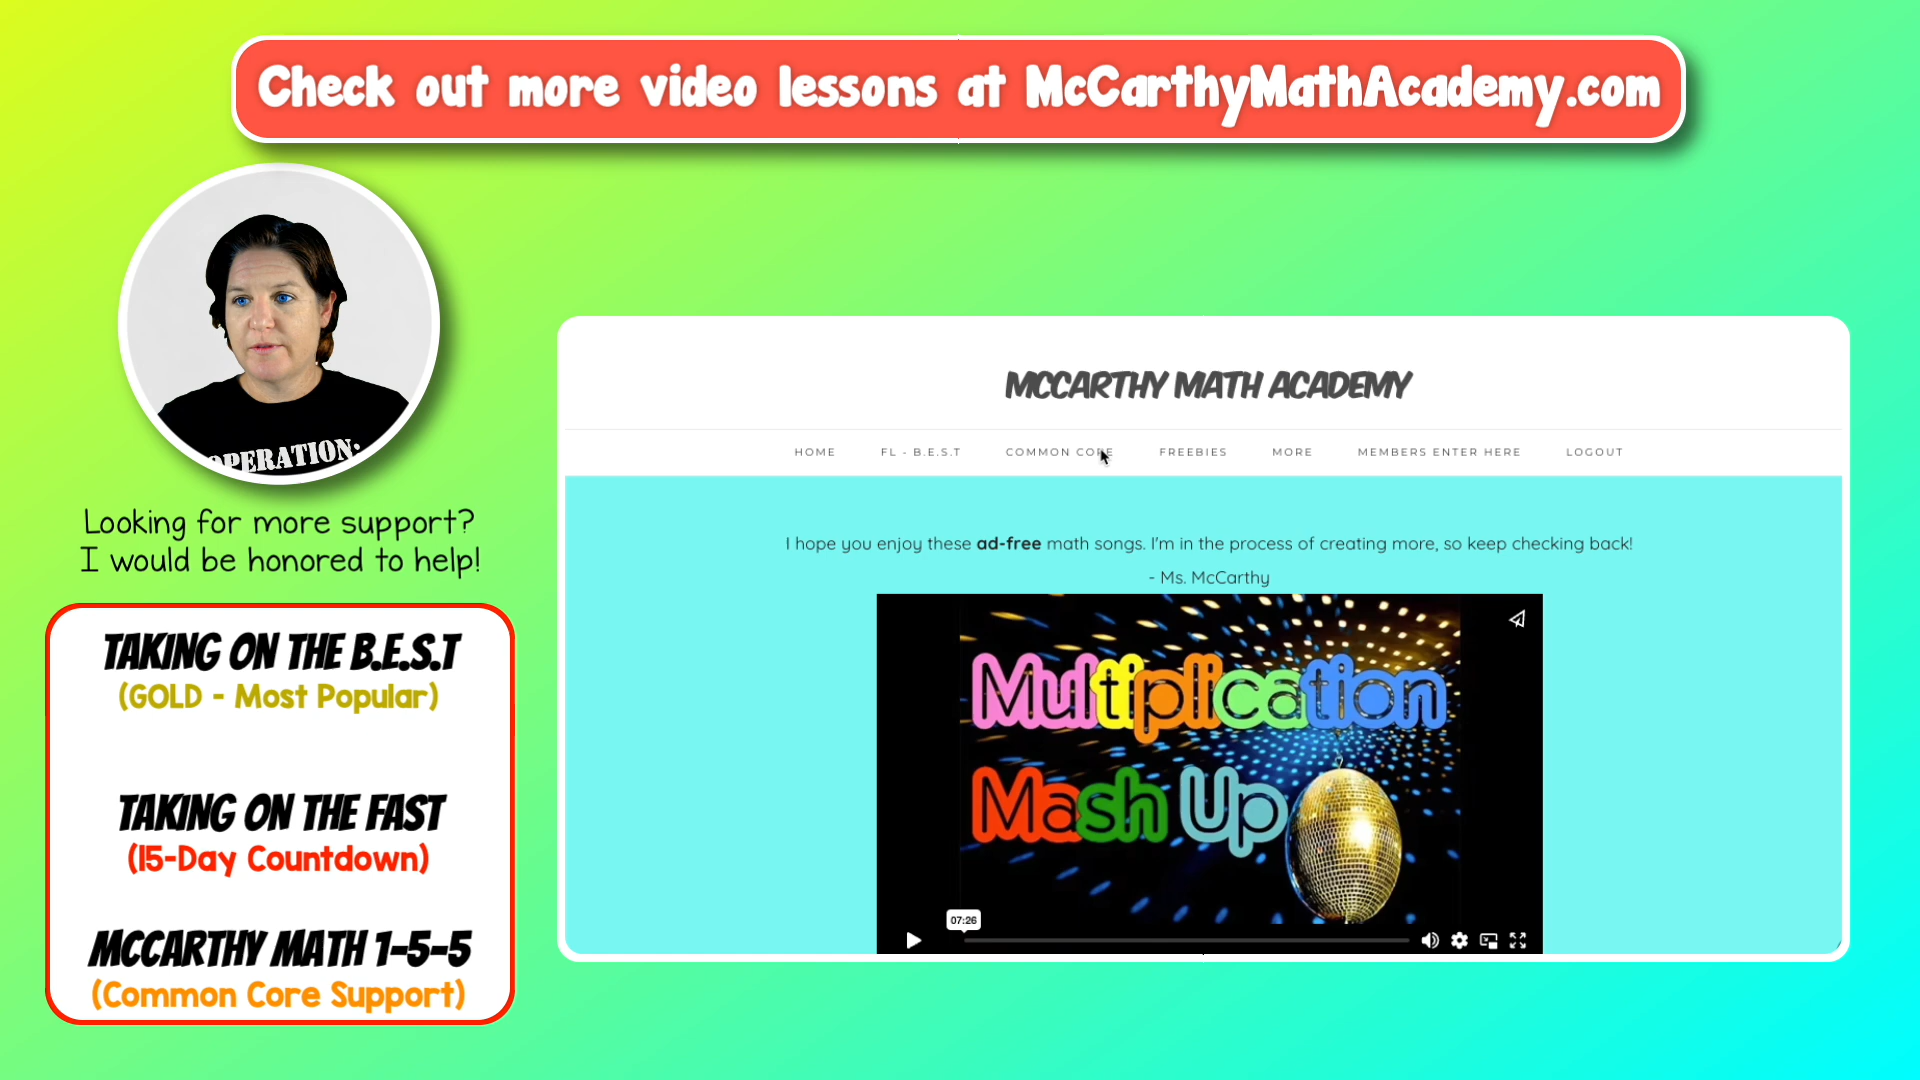 Check out more video lessons at McCarthyMathAcademy.com
OPERATION:
Looking for more support?
I would be honored to help!
TAKING ON THE B.E.S.T
(GOLD - Most Popular)
TAKING ON THE FAST
(15-Day Countdown)
MCCARTHY MATH 1-5-5
(Common Core Support)
MCCARTHY MATH ACADEMY
HOME FL - B.E.S.T COMMON CORE FREEBIES MORE MEMBERS ENTER HERE LOGOUT
I hope you enjoy these ad-free math songs. I'm in the process of creating more, so keep checking back!
- Ms. McCarthy
Multiplication
Mash Up
07:26